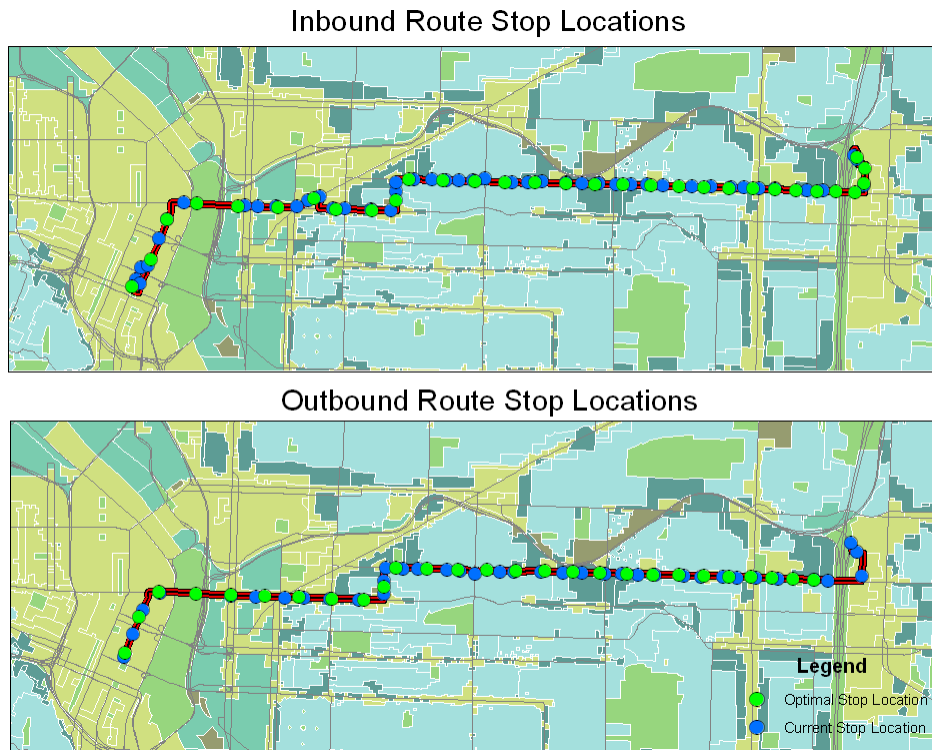 Inbound Route Stop Locations
Outbound Route Stop Locations
Legend
Optimal Stop Location
Current Stop Location